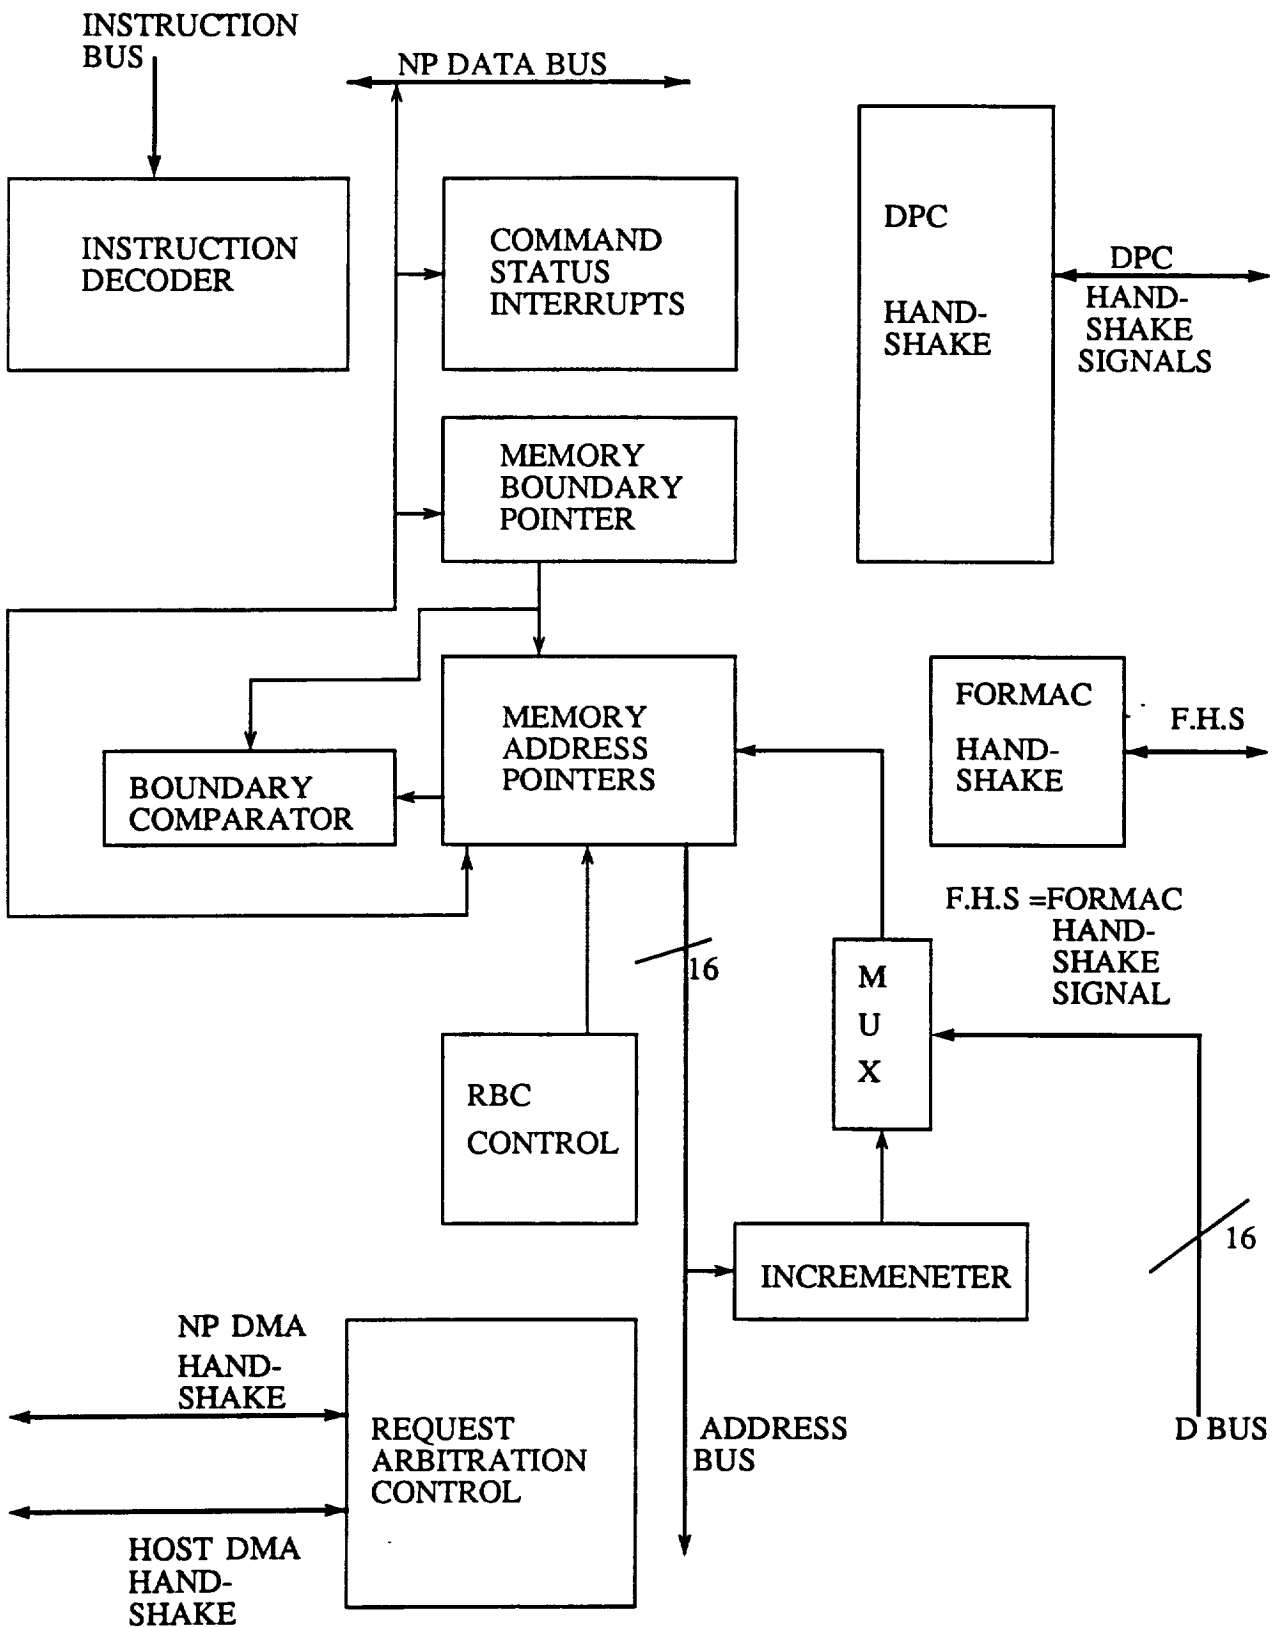 INSTRUCTION
BUS
NP DATA BUS
INSTRUCTION
DECODER
COMMAND
STATUS
INTERRUPTS
DPC
HAND-
SHAKE
DPC
HAND-
SHAKE
SIGNALS
MEMORY
BOUNDARY
POINTER
MEMORY
ADDRESS
POINTERS
BOUNDARY
COMPARATOR
FORMAC
HAND-
SHAKE
F.H.S
F.H.S =FORMAC
HAND-
SHAKE
SIGNAL
16
M
U
X
RBC
CONTROL
INCREMENETER
16
NP DMA
HAND-
SHAKE
REQUEST
ARBITRATION
CONTROL
ADDRESS
BUS
D BUS
HOST DMA
HAND-
SHAKE